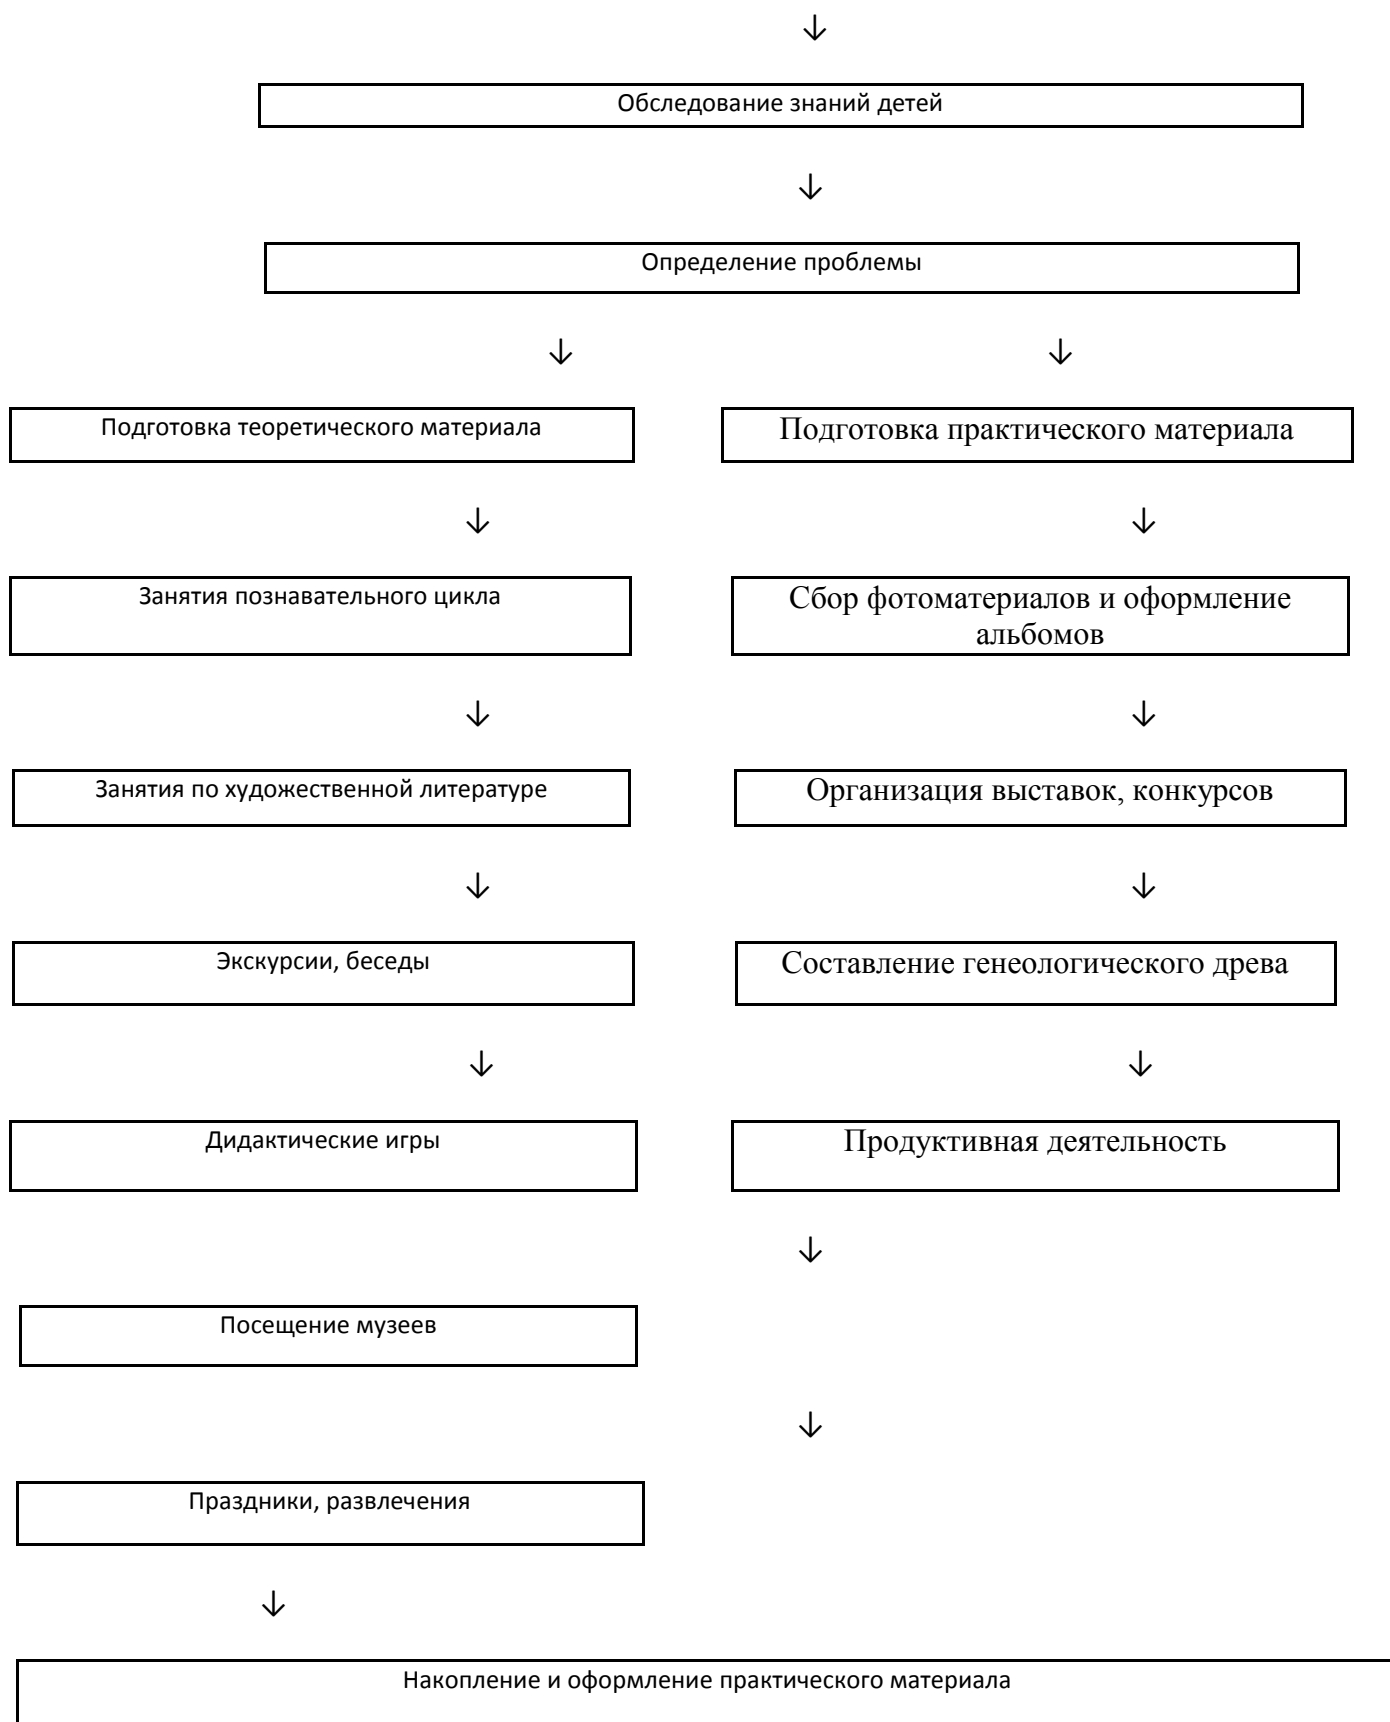 ↓
Обследование знаний детей
↓
Определение проблемы
↓ ↓
Подготовка теоретического материала
Подготовка практического материала
↓ ↓
Занятия познавательного цикла
Сбор фотоматериалов и оформление
альбомов
↓ ↓
Занятия по художественной литературе
Организация выставок, конкурсов
↓ ↓
Экскурсии, беседы
Составление генеологического древа
↓ ↓
Дидактические игры
Продуктивная деятельность
↓
Посещение музеев
↓
Праздники, развлечения
↓
Накопление и оформление практического материала